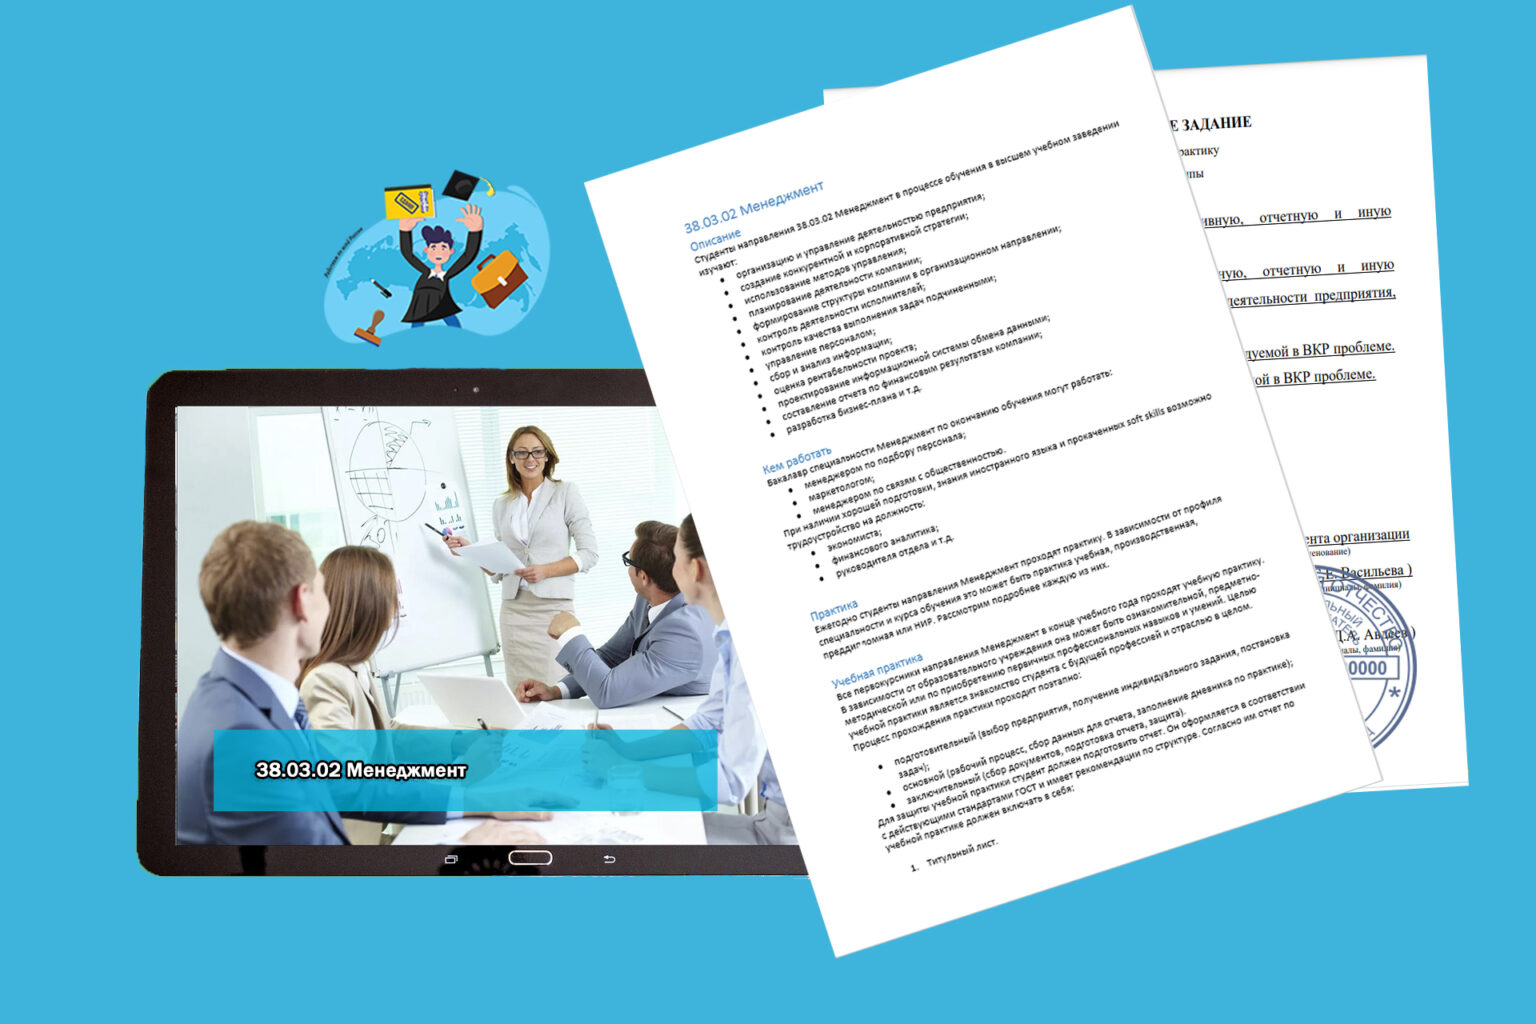 Работаем по всей России
38.03.02 Менеджмент
38.03.02 Менеджмент
Описание
Студенты направления 38.03.02 Менеджмент в процессе обучения в высшем учебном заведении
изучают:
• организацию и управление деятельностью предприятия;
• создание конкурентной и корпоративной стратегии;
• использование методов управления;
• планирование деятельности компании;
• формирование структуры компании в организационном направлении;
• контроль деятельности исполнителей;
• контроль качества выполнения задач подчиненными;
• управление персоналом;
• сбор и анализ информации;
• оценка рентабельности проекта;
• проектирование информационной системы обмена данными;
• составление отчета по финансовым результатам компании;
• разработка бизнес-плана и т.д.
Кем работать
Бакалавр специальности Менеджмент по окончанию обучения могут работать:
• менеджером по подбору персонала;
• маркетологом;
• менеджером по связям с общественностью.
При наличии хорошей подготовки, знания иностранного языка и прокаченных soft skills возможно
трудоустройство на должность:
• экономиста;
• финансового аналитика;
• руководителя отдела и т.д.
Практика
Ежегодно студенты направления Менеджмент проходят практику. В зависимости от профиля
специальности и курса обучения это может быть практика учебная, производственная,
преддипломная или НИР. Рассмотрим подробнее каждую из них.
Учебная практика
Все первокурсники направления Менеджмент в конце учебного года проходят учебную практику.
В зависимости от образовательного учреждения она может быть ознакомительной, предметно-
методической или по приобретению первичных профессиональных навыков и умений. Целью
учебной практики является знакомство студента с будущей профессией и отраслью в целом.
Процесс прохождения практики проходит поэтапно:
• подготовительный (выбор предприятия, получение индивидуального задания, постановка
задач);
• основной (рабочий процесс, сбор данных для отчета, заполнение дневника по практике);
• заключительный (сбор документов, подготовка отчета, защита).
Для защиты учебной практики студент должен подготовить отчет. Он оформляется в соответствии
с действующими стандартами ГОСТ и имеет рекомендации по структуре. Согласно им отчет по
учебной практике должен включать в себя:
1. Титульный лист.
Е ЗАДАНИЕ
рактику
ивную, отчетную и иную
ную, отчетную и иную
деятельности предприятия,
дуемой в ВКР проблеме.
ой в ВКР проблеме.
ента организации
Е. Васильева )
Д.А. Авдеев )
0000